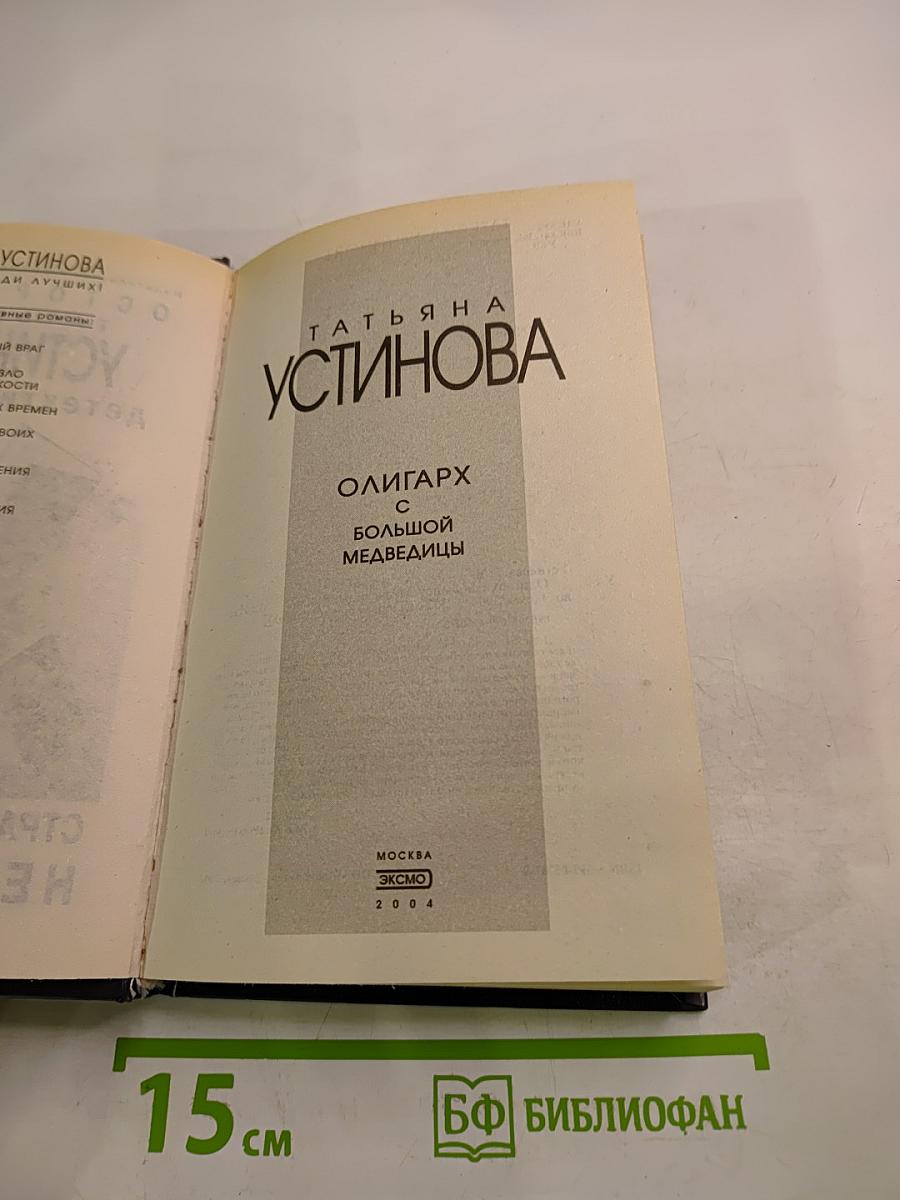 УСТИНОВА
ДИ ЛУЧШИХ!
вные романы:
ЫЙ ВРАГ
ЗЛО
КОСТИ
Х ВРЕМЕН
ВОИХ
ЕНИЯ
ИЯ
ТАТЬЯНА
УСТИНОВА
ОЛИГАРХ
С
БОЛЬШОЙ
МЕДВЕДИЦЫ
МОСКВА
ЭКСМО
2004
15 см
БФ БИБЛИОФАН